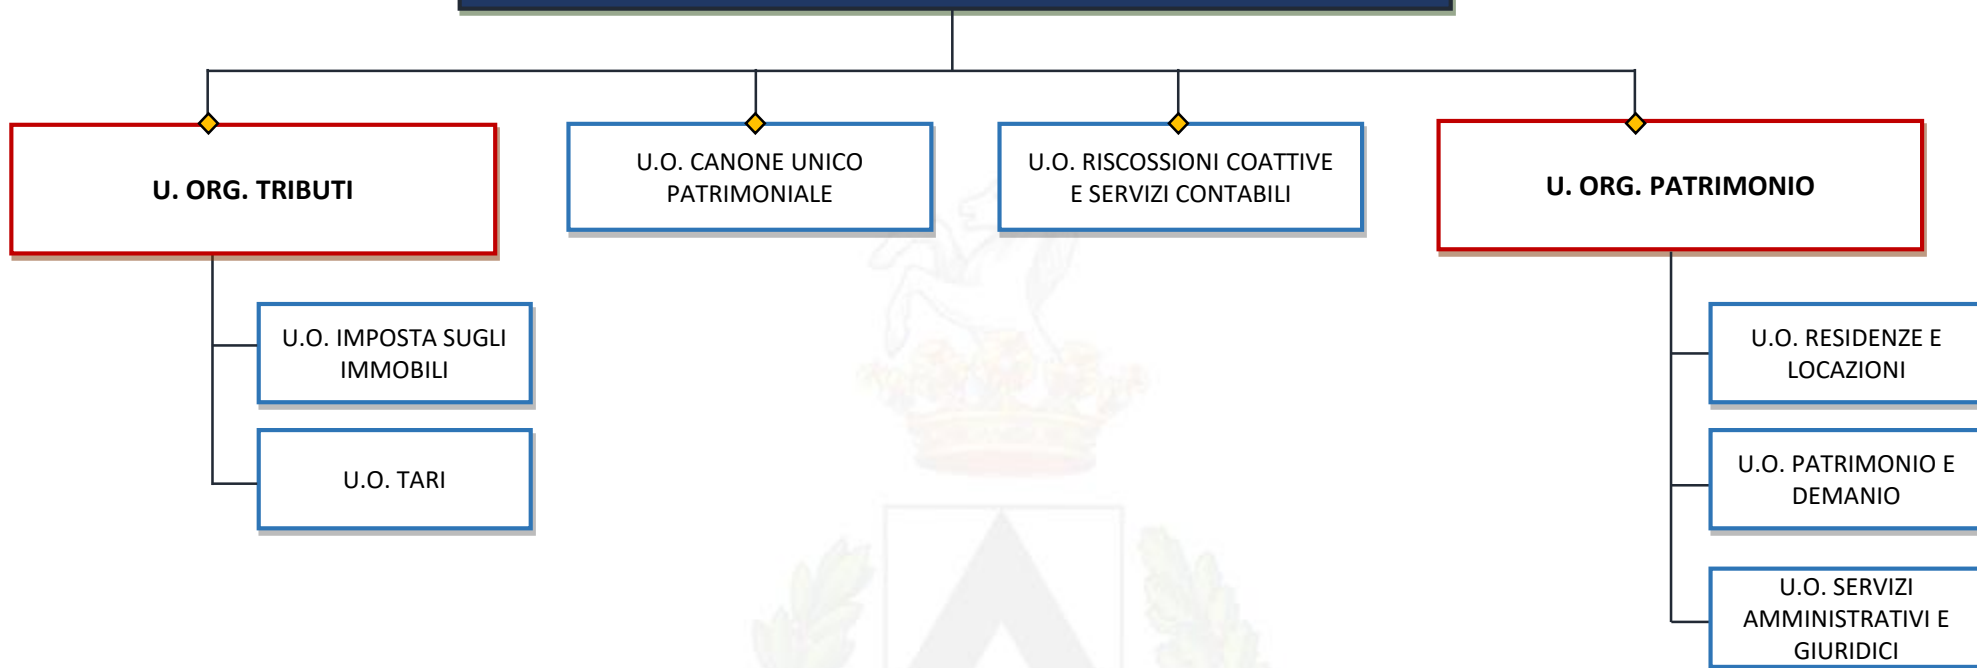 U. ORG. TRIBUTI
U.O. CANONE UNICO
PATRIMONIALE
U.O. RISCOSSIONI COATTIVE
E SERVIZI CONTABILI
U. ORG. PATRIMONIO
U.O. IMPOSTA SUGLI
IMMOBILI
U.O. TARI
U.O. RESIDENZE E
LOCAZIONI
U.O. PATRIMONIO E
DEMANIO
U.O. SERVIZI
AMMINISTRATIVI E
GIURIDICI